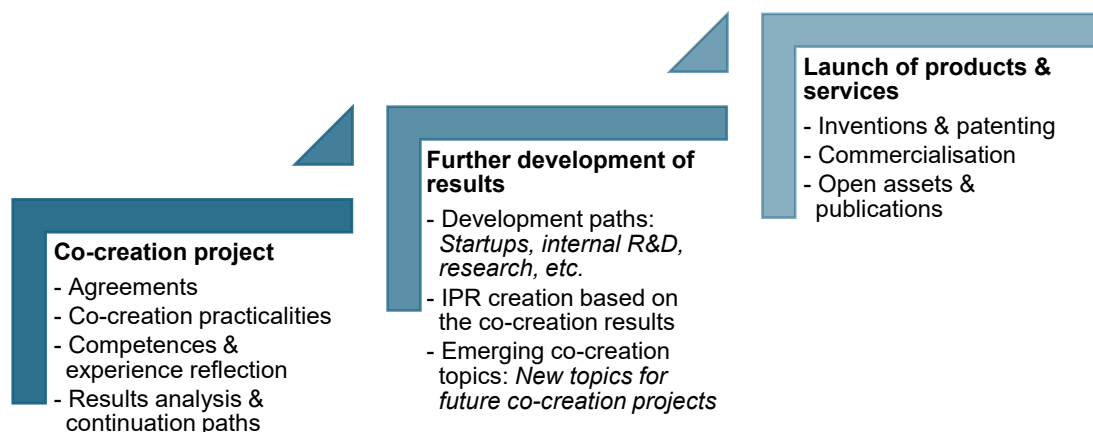 Co-creation project
- Agreements
- Co-creation practicalities
- Competences &
experience reflection
- Results analysis &
continuation paths
Further development of
results
- Development paths:
Startups, internal R&D,
research, etc.
- IPR creation based on
the co-creation results
- Emerging co-creation
topics: New topics for
future co-creation projects
Launch of products &
services
- Inventions & patenting
- Commercialisation
- Open assets &
publications